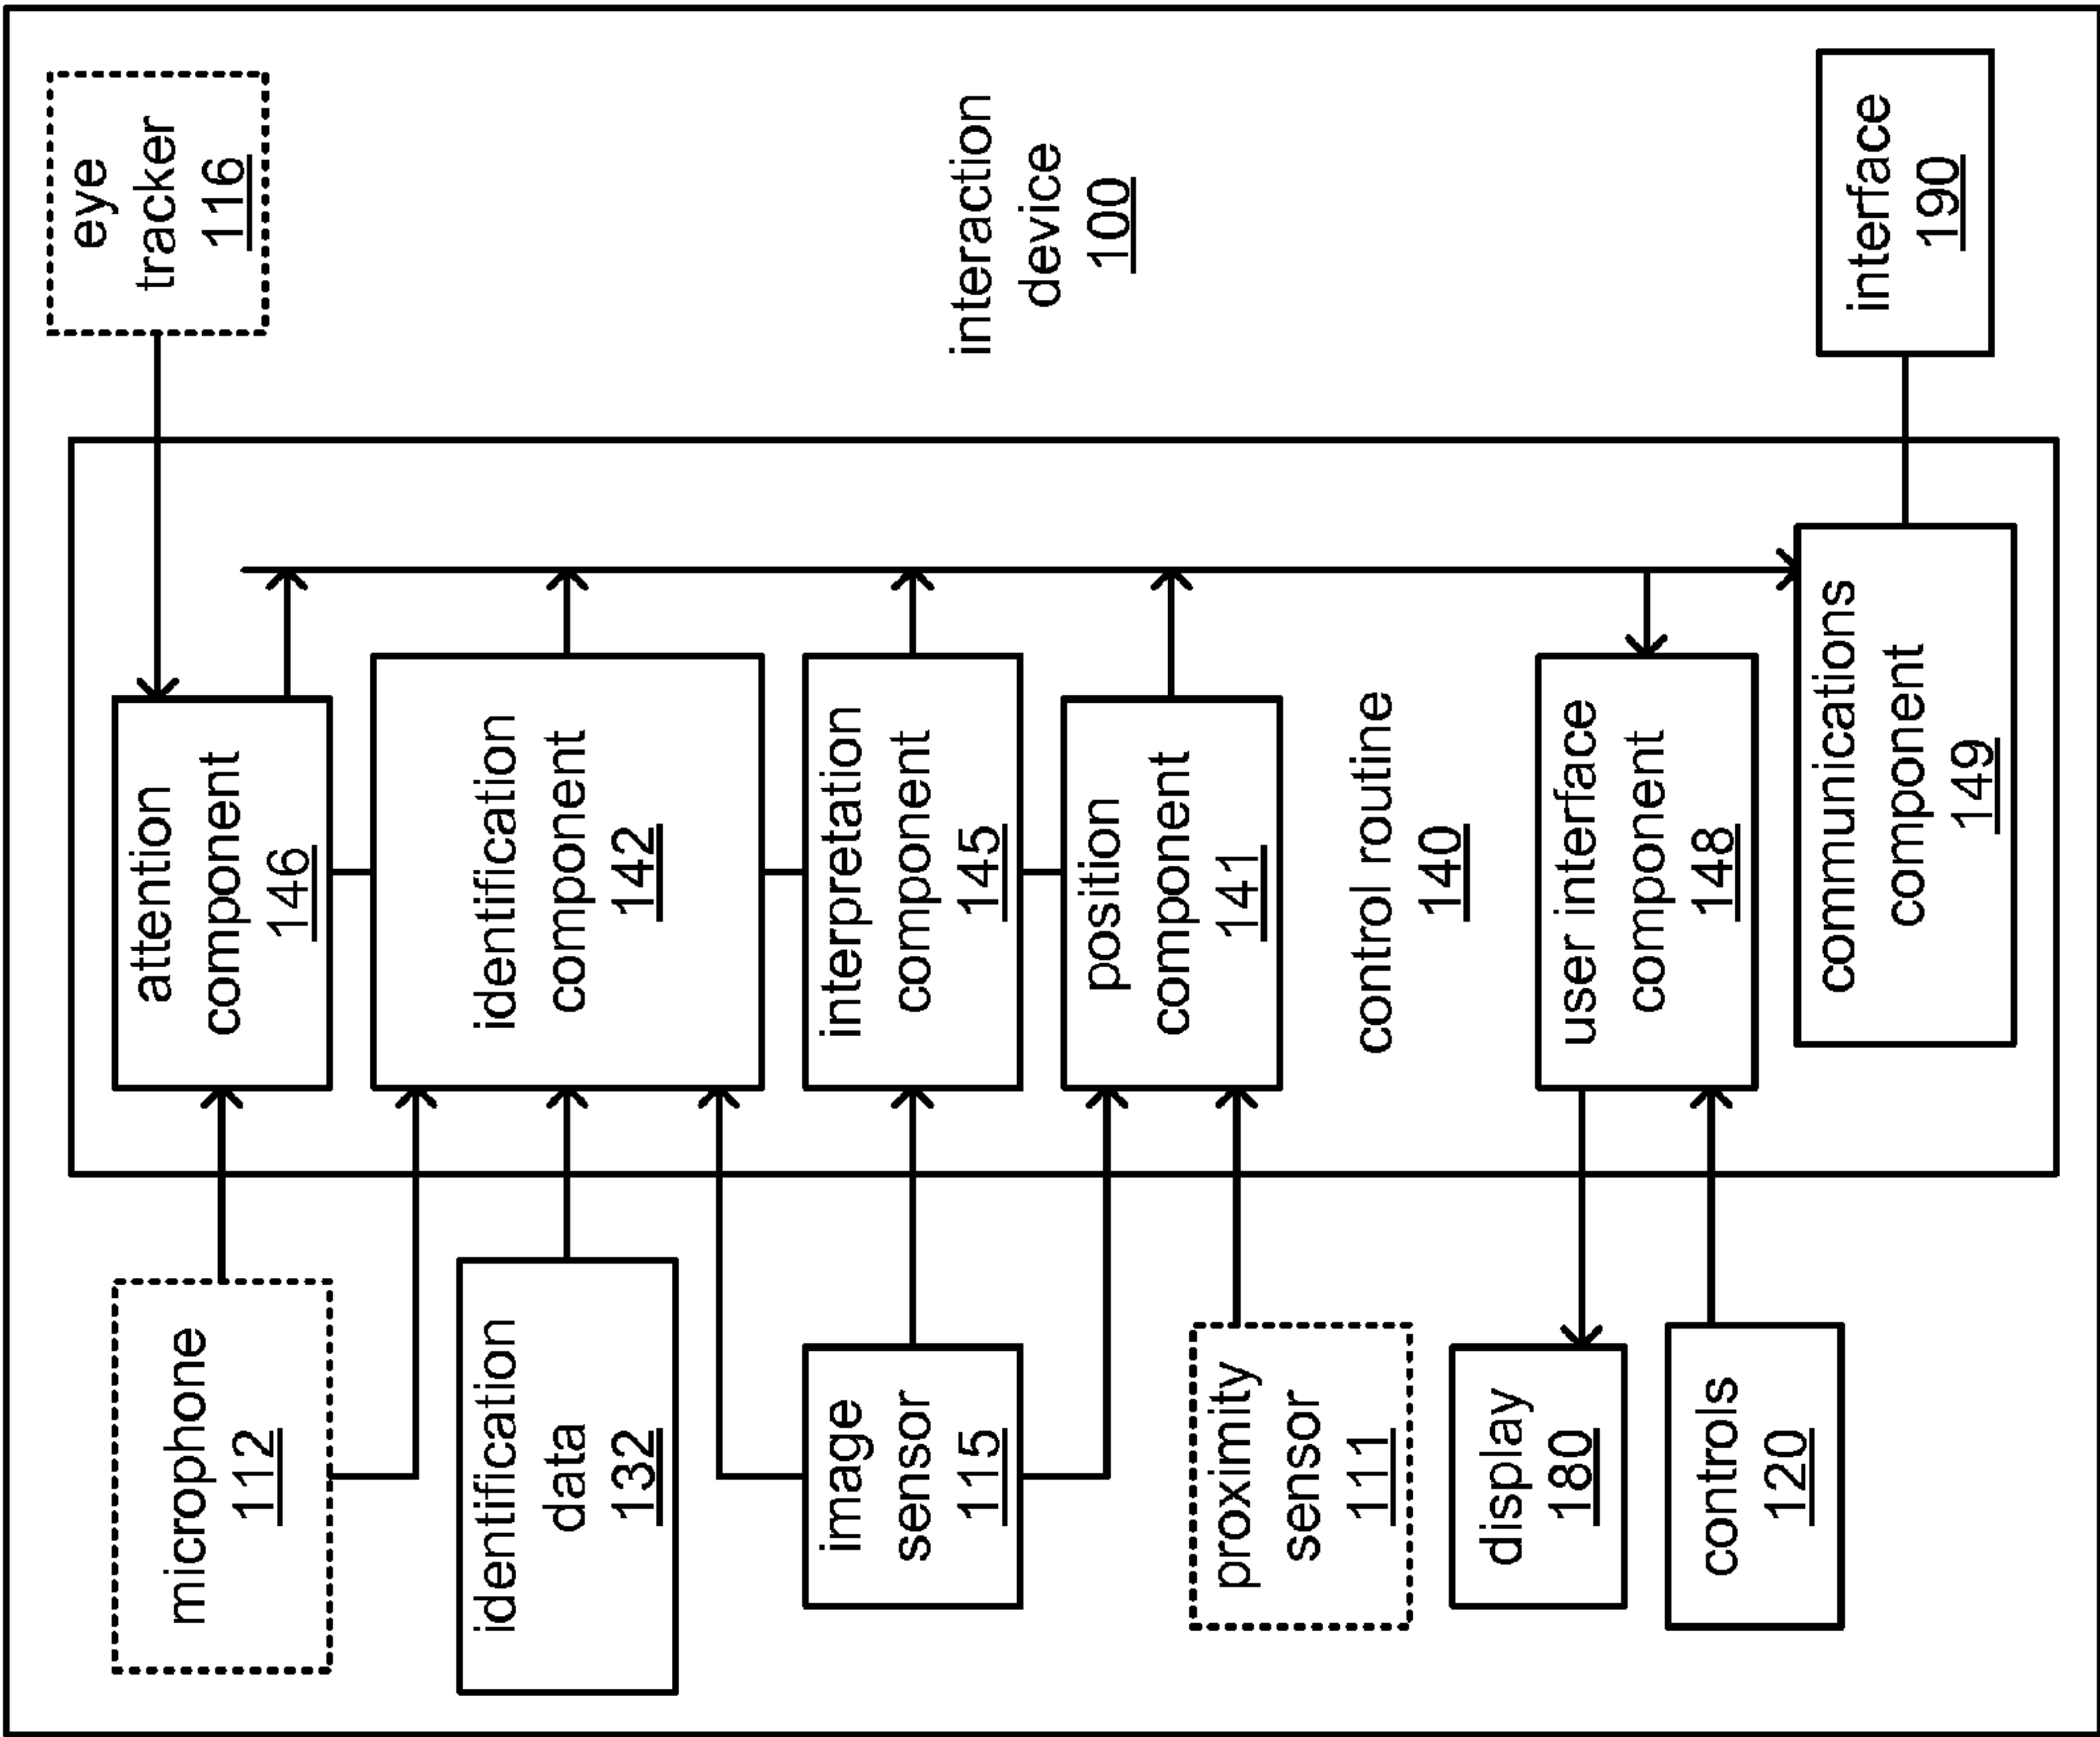 microphone
112
identification
data
132
image
sensor
115
proximity
sensor
111
display
180
controls
120
attention
component
146
identification
component
142
interpretation
component
145
position
component
141
control routine
140
user interface
component
148
communications
component
149
eye
tracker
116
interaction
device
100
interface
190